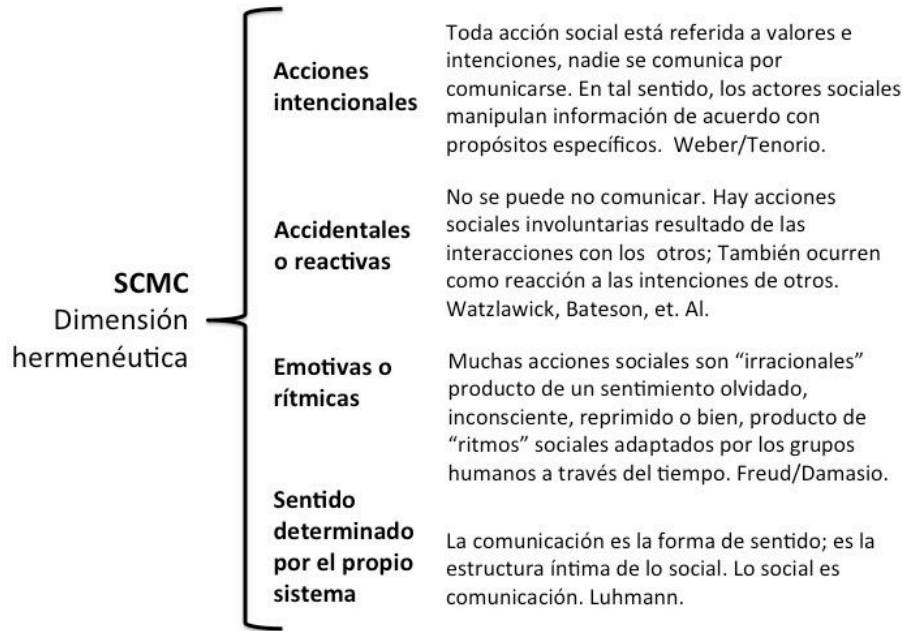 SCMC
Dimensión
hermenéutica
Acciones
intencionales
Toda acción social está referida a valores e
intenciones, nadie se comunica por
comunicarse. En tal sentido, los actores sociales
manipulan información de acuerdo con
propósitos específicos.  Weber/Tenorio.
Accidentales
o reactivas
No se puede no comunicar. Hay acciones
sociales involuntarias resultado de las
interacciones con los  otros; También ocurren
como reacción a las intenciones de otros.
Watzlawick, Bateson, et. Al.
Emotivas o
rítmicas
Muchas acciones sociales son “irracionales”
producto de un sentimiento olvidado,
inconsciente, reprimido o bien, producto de
“ritmos” sociales adaptados por los grupos
humanos a través del tiempo. Freud/Damasio.
Sentido
determinado
por el propio
sistema
La comunicación es la forma de sentido; es la
estructura íntima de lo social. Lo social es
comunicación. Luhmann.